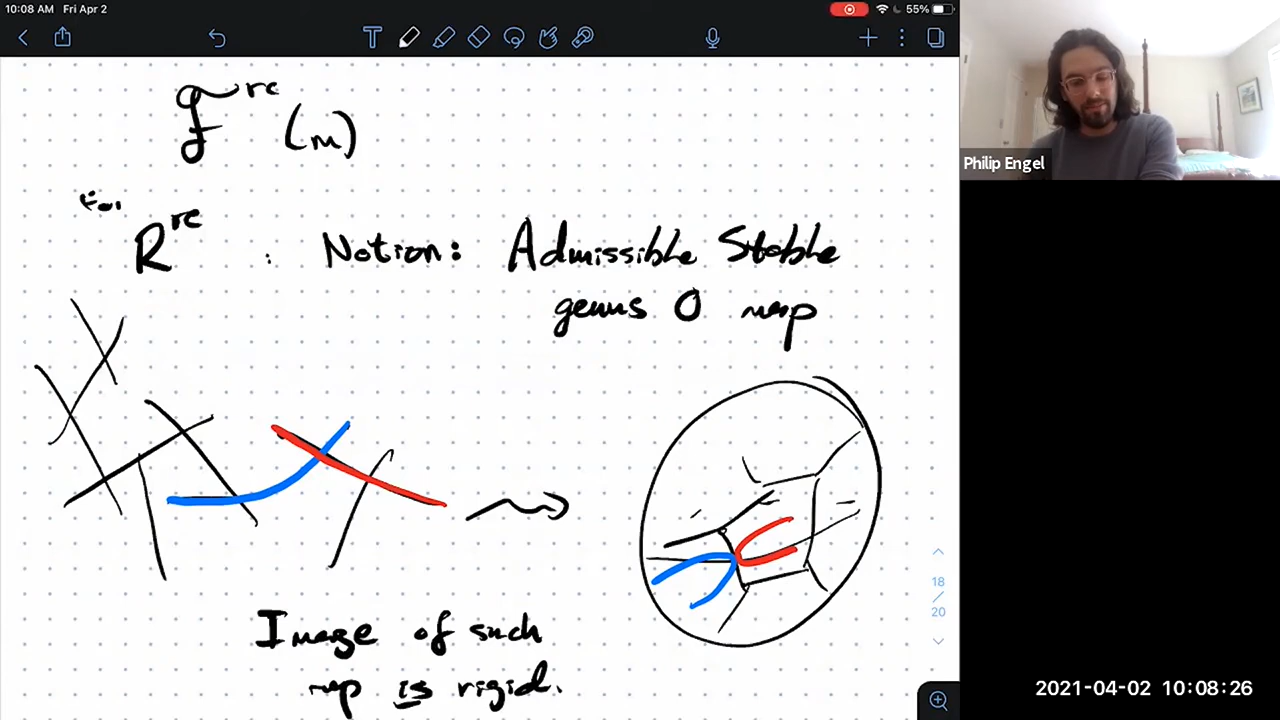 10:08 AM Fri Apr 2
55%
rc
(m)
For
R^rc : Notion: Admissible Stable
genus 0 map
Image of such
map is rigid.
18
/
20
Philip Engel
2021-04-02 10:08:26